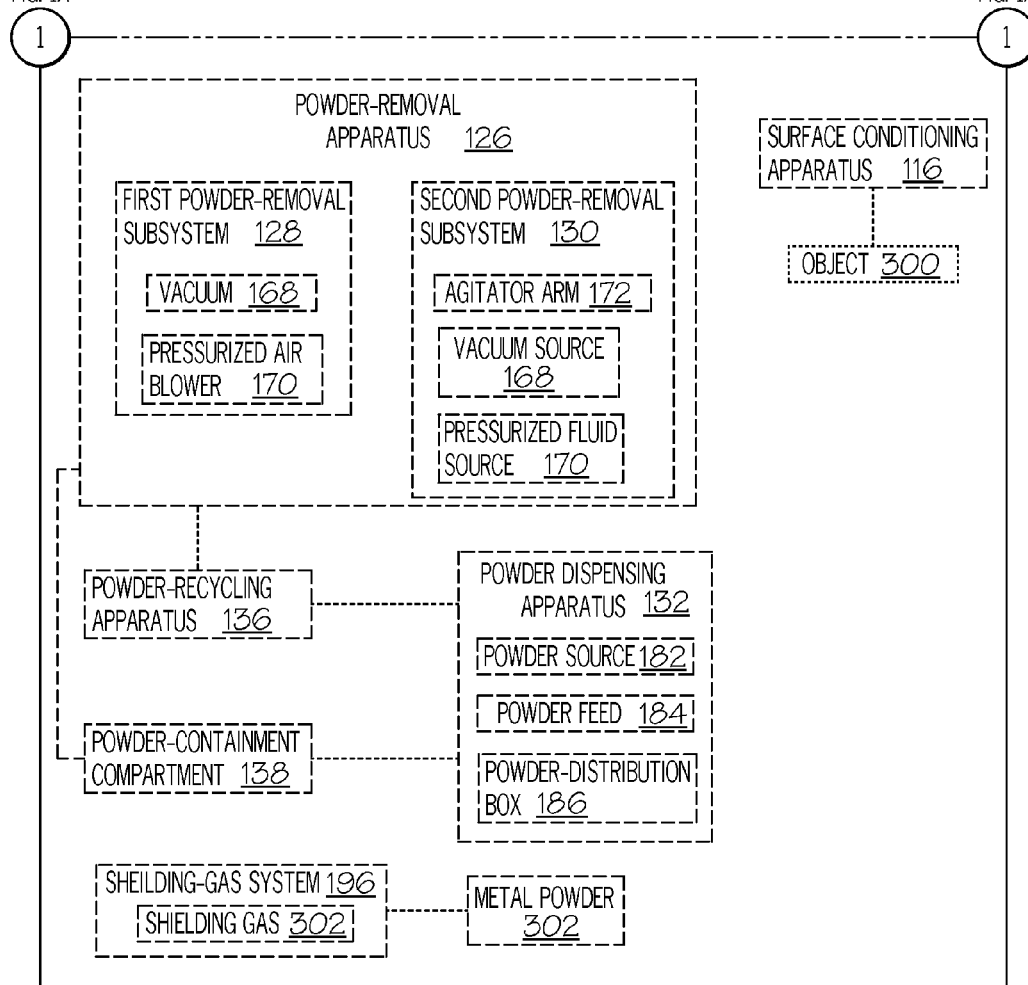 1
1
POWDER-REMOVAL
APPARATUS 126
FIRST POWDER-REMOVAL
SUBSYSTEM 128
VACUUM 168
PRESSURIZED AIR
BLOWER 170
SECOND POWDER-REMOVAL
SUBSYSTEM 130
AGITATOR ARM 172
VACUUM SOURCE
168
PRESSURIZED FLUID
SOURCE 170
SURFACE CONDITIONING
APPARATUS 116
OBJECT 300
POWDER-RECYCLING
APPARATUS 136
POWDER DISPENSING
APPARATUS 132
POWDER SOURCE 182
POWDER FEED 184
POWDER-DISTRIBUTION
BOX 186
POWDER-CONTAINMENT
COMPARTMENT 138
SHEILDING-GAS SYSTEM 196
SHIELDING GAS 302
METAL POWDER
302